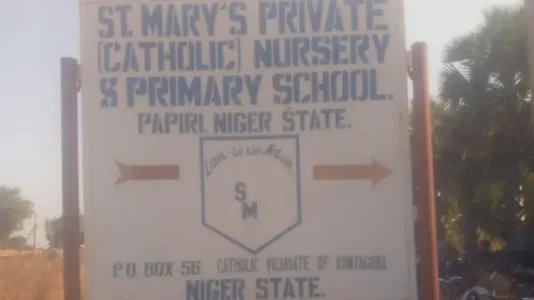 ST. MARY'S PRIVATE
(CATHOLIC) NURSERY
& PRIMARY SCHOOL.
PAPIRI. NIGER STATE.
S
M
P.O. BOX 56 CATHOLIC VICARIATE OF KONTAGORA
NIGER STATE.